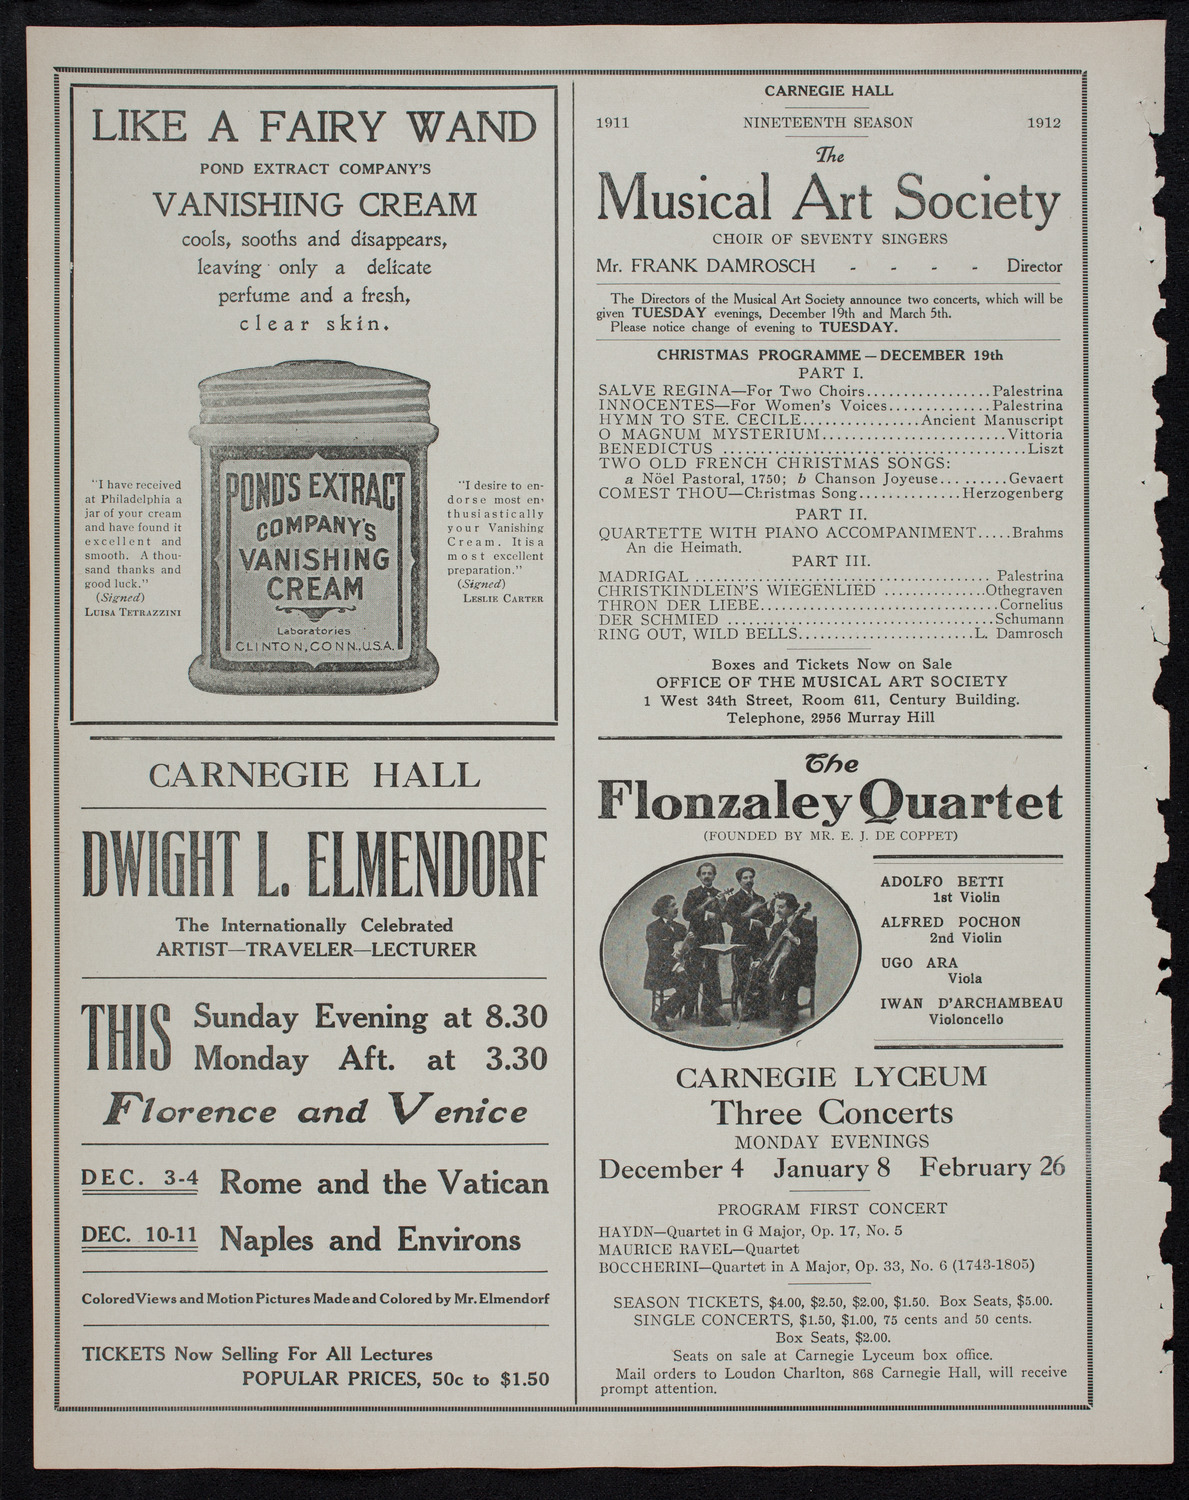 LIKE A FAIRY WAND
POND EXTRACT COMPANY'S
VANISHING CREAM
cools, sooths and disappears,
leaving only a delicate
perfume and a fresh,
clear skin.
"I have received
at Philadelphia a
jar of your cream
and have found it
excellent and
smooth. A thou-
sand thanks and
good luck."
(Signed)
LUISA TETRAZZINI
POND'S EXTRACT
COMPANY'S
VANISHING
CREAM
Laboratories
CLINTON, CONN., U.S.A.
"I desire to en-
dorse most en-
thusiastically
your Vanishing
Cream. It is a
most excellent
preparation."
(Signed)
LESLIE CARTER
CARNEGIE HALL
DWIGHT L. ELMENDORF
The Internationally Celebrated
ARTIST—TRAVELER—LECTURER
THIS
Sunday Evening at 8.30
Monday Aft. at 3.30
Florence and Venice
DEC. 3-4 Rome and the Vatican
DEC. 10-11 Naples and Environs
Colored Views and Motion Pictures Made and Colored by Mr. Elmendorf
TICKETS Now Selling For All Lectures
POPULAR PRICES, 50c to $1.50
CARNEGIE HALL
1911 NINETEENTH SEASON 1912
The
Musical Art Society
CHOIR OF SEVENTY SINGERS
Mr. FRANK DAMROSCH - - - - Director
The Directors of the Musical Art Society announce two concerts, which will be
given TUESDAY evenings, December 19th and March 5th.
Please notice change of evening to TUESDAY.
CHRISTMAS PROGRAMME—DECEMBER 19th
PART I.
SALVE REGINA—For Two Choirs.................Palestrina
INNOCENTES—For Women's Voices.............Palestrina
HYMN TO STE. CECILE................Ancient Manuscript
O MAGNUM MYSTERIUM.........................Vittoria
BENEDICTUS ..........................................Liszt
TWO OLD FRENCH CHRISTMAS SONGS:
a Nöel Pastoral, 1750; b Chanson Joyeuse.........Gevaert
COMEST THOU—Christmas Song.............Herzogenberg
PART II.
QUARTETTE WITH PIANO ACCOMPANIMENT.....Brahms
An die Heimath.
PART III.
MADRIGAL ........................................ Palestrina
CHRISTKINDLEIN'S WIEGENLIED ..............Othegraven
THRON DER LIEBE................................Cornelius
DER SCHMIED ....................................Schumann
RING OUT, WILD BELLS........................L. Damrosch
Boxes and Tickets Now on Sale
OFFICE OF THE MUSICAL ART SOCIETY
1 West 34th Street, Room 611, Century Building.
Telephone, 2956 Murray Hill
The
Flonzaley Quartet
(FOUNDED BY MR. E. J. DE COPPET)
ADOLFO BETTI
1st Violin
ALFRED POCHON
2nd Violin
UGO ARA
Viola
IWAN D'ARCHAMBEAU
Violoncello
CARNEGIE LYCEUM
Three Concerts
MONDAY EVENINGS
December 4 January 8 February 26
PROGRAM FIRST CONCERT
HAYDN—Quartet in G Major, Op. 17, No. 5
MAURICE RAVEL—Quartet
BOCCHERINI—Quartet in A Major, Op. 33, No. 6 (1743-1805)
SEASON TICKETS, $4.00, $2.50, $2.00, $1.50. Box Seats, $5.00.
SINGLE CONCERTS, $1.50, $1.00, 75 cents and 50 cents.
Box Seats, $2.00.
Seats on sale at Carnegie Lyceum box office.
Mail orders to Loudon Charlton, 868 Carnegie Hall, will receive
prompt attention.